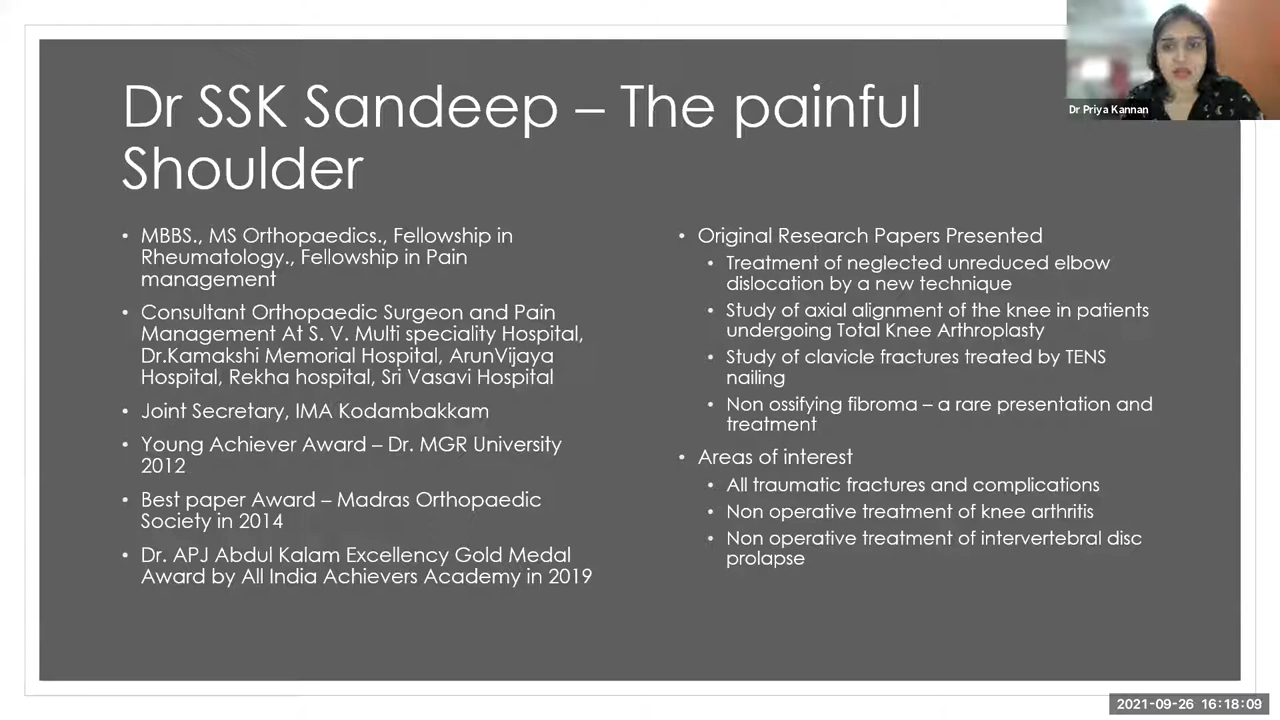 Dr SSK Sandeep – The painful
Shoulder
Dr Priya Kannan
• MBBS., MS Orthopaedics., Fellowship in
Rheumatology., Fellowship in Pain
management
• Consultant Orthopaedic Surgeon and Pain
Management At S. V. Multi speciality Hospital,
Dr.Kamakshi Memorial Hospital, ArunVijaya
Hospital, Rekha hospital, Sri Vasavi Hospital
• Joint Secretary, IMA Kodambakkam
• Young Achiever Award – Dr. MGR University
2012
• Best paper Award – Madras Orthopaedic
Society in 2014
• Dr. APJ Abdul Kalam Excellency Gold Medal
Award by All India Achievers Academy in 2019
• Original Research Papers Presented
• Treatment of neglected unreduced elbow
dislocation by a new technique
• Study of axial alignment of the knee in patients
undergoing Total Knee Arthroplasty
• Study of clavicle fractures treated by TENS
nailing
• Non ossifying fibroma – a rare presentation and
treatment
• Areas of interest
• All traumatic fractures and complications
• Non operative treatment of knee arthritis
• Non operative treatment of intervertebral disc
prolapse
2021-09-26 16:18:09